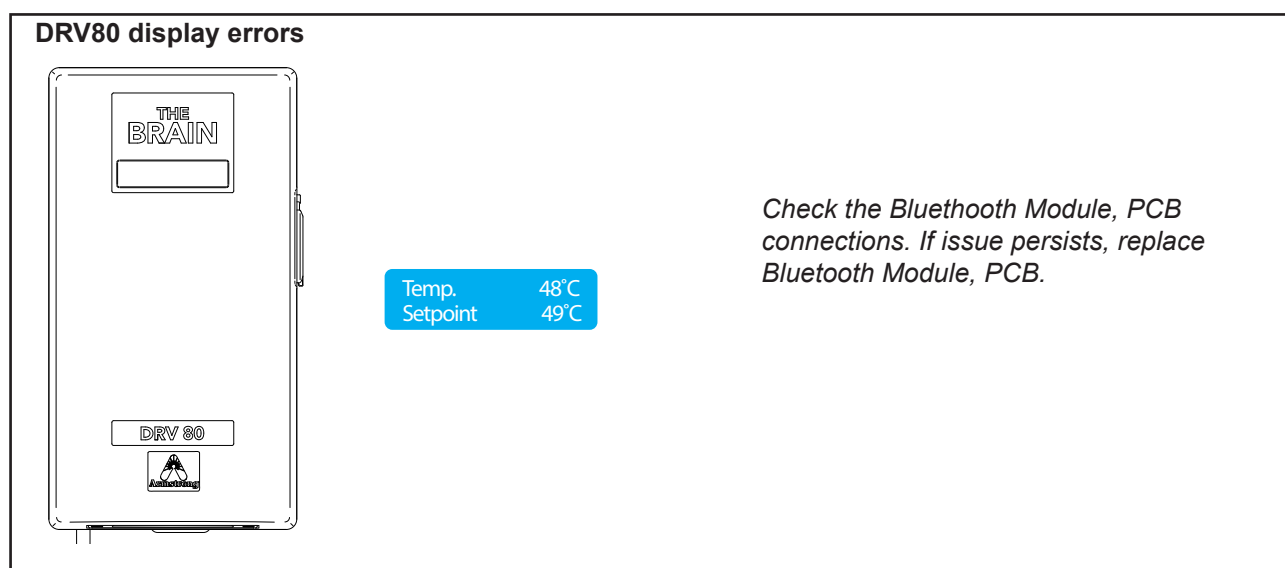 DRV80 display errors
THE
BRAIN
Temp. 48˚C
Setpoint 49˚C
Check the Bluethooth Module, PCB
connections. If issue persists, replace
Bluetooth Module, PCB.
DRV 80
Armstrong